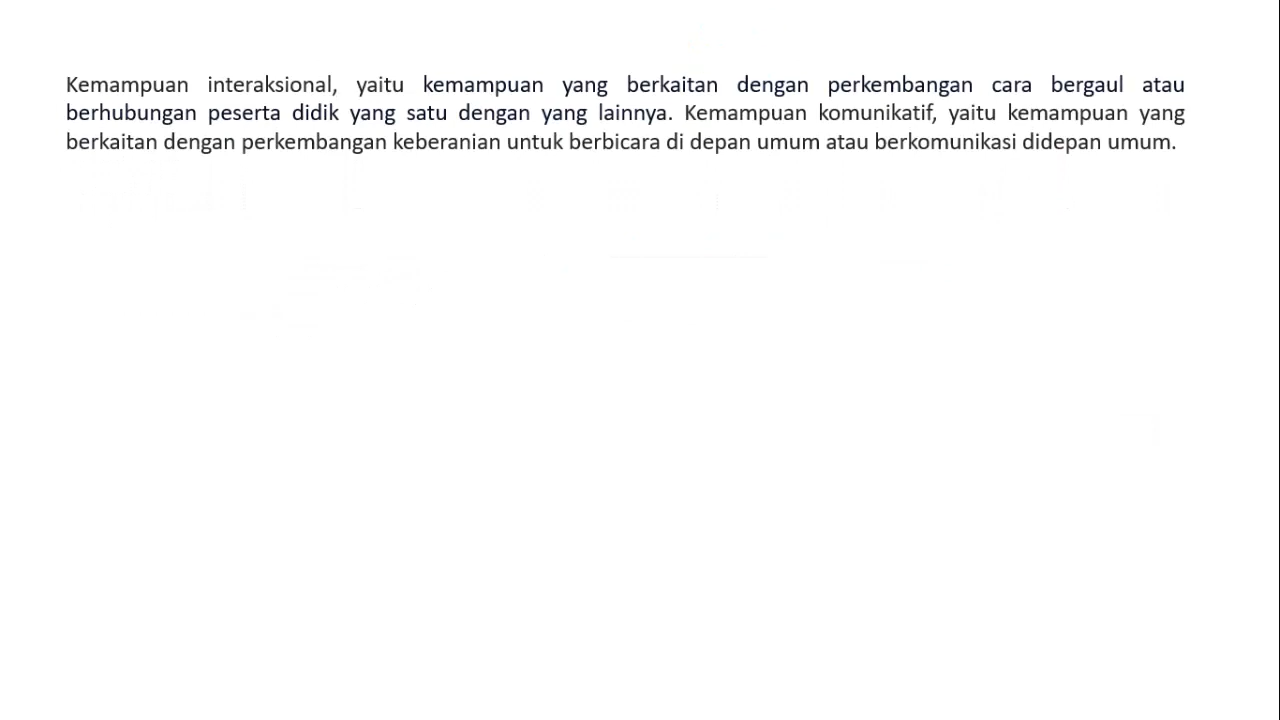 Kemampuan interaksional, yaitu kemampuan yang berkaitan dengan perkembangan cara bergaul atau
berhubungan peserta didik yang satu dengan yang lainnya. Kemampuan komunikatif, yaitu kemampuan yang
berkaitan dengan perkembangan keberanian untuk berbicara di depan umum atau berkomunikasi didepan umum.